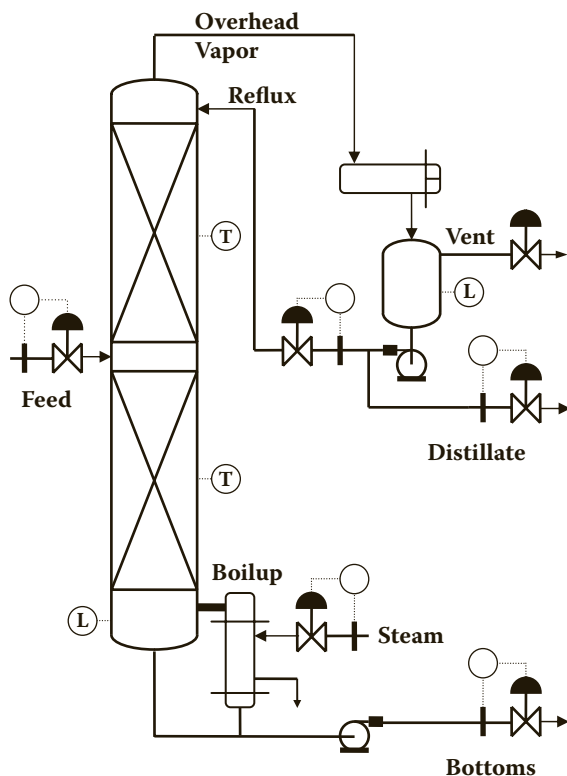 Overhead
Vapor
Reflux
T
Vent
L
Feed
Distillate
T
Boilup
L
Steam
Bottoms